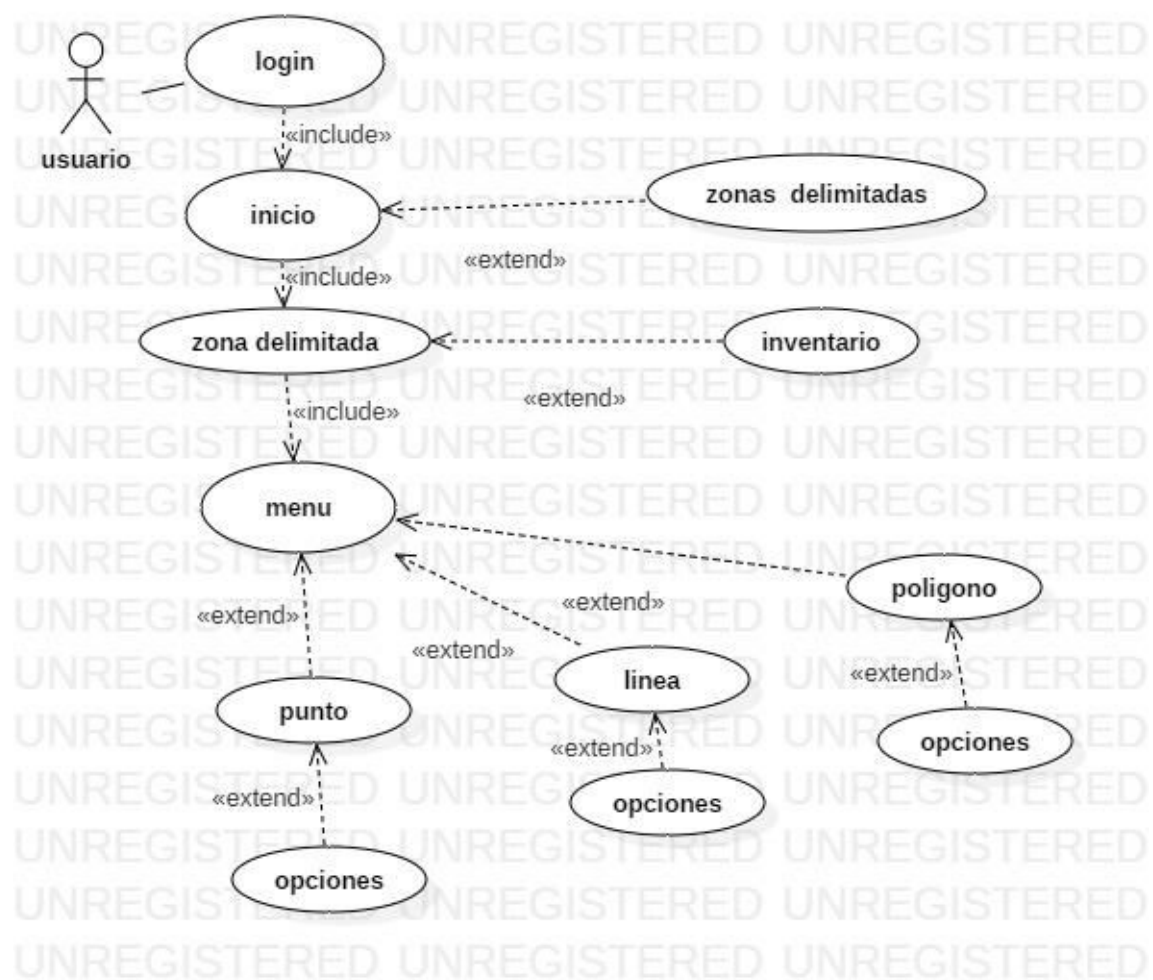 login
«include»
usuario
inicio
zonas delimitadas
«extend»
«include»
zona delimitada
inventario
«extend»
«include»
menu
poligono
«extend»
«extend»
«extend»
linea
«extend»
punto
opciones
«extend»
opciones
«extend»
opciones
UNREGISTERED